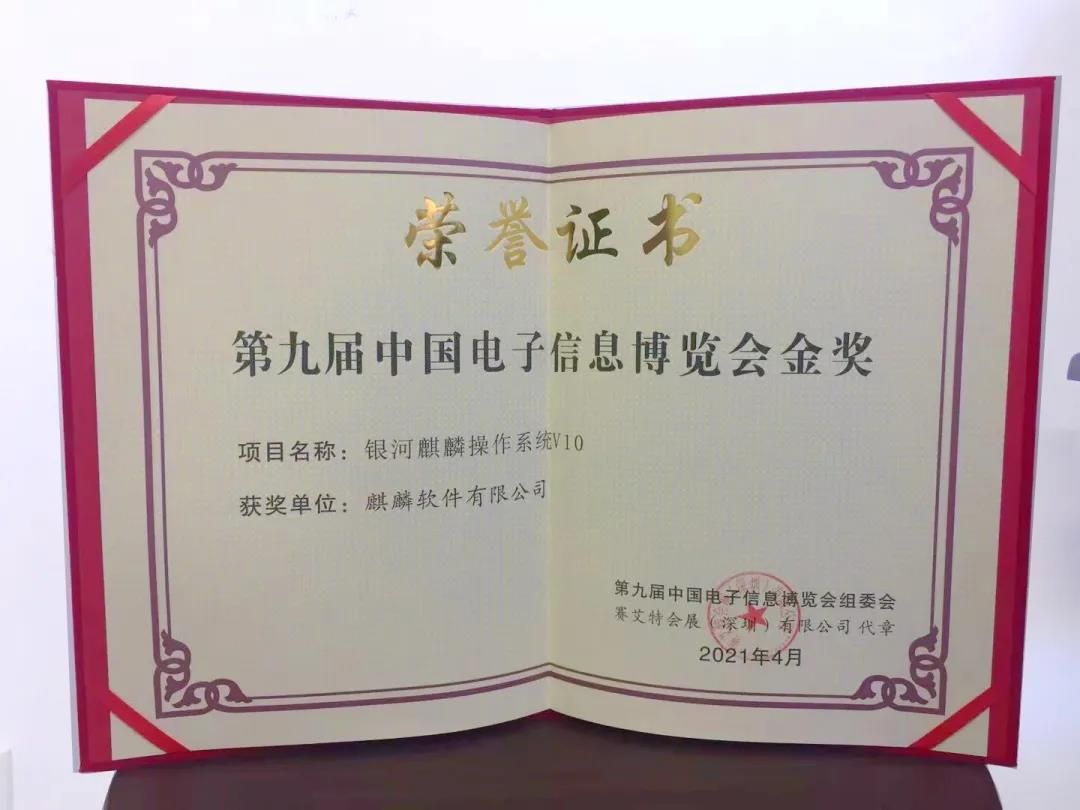 荣誉证书
第九届中国电子信息博览会金奖
项目名称：银河麒麟操作系统V10
获奖单位：麒麟软件有限公司
第九届中国电子信息博览会组委会
赛艾特会展（深圳）有限公司 代章
2021年4月